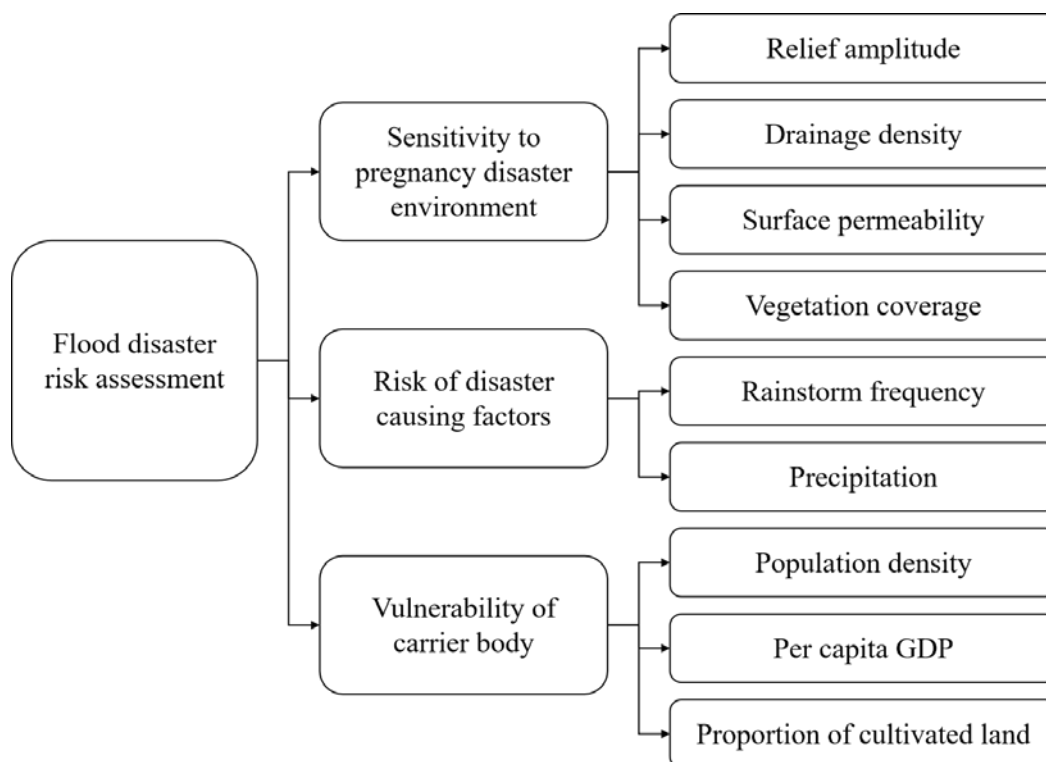 Flood disaster
risk assessment
Sensitivity to
pregnancy disaster
environment
Relief amplitude
Drainage density
Surface permeability
Vegetation coverage
Risk of disaster
causing factors
Rainstorm frequency
Precipitation
Vulnerability of
carrier body
Population density
Per capita GDP
Proportion of cultivated land